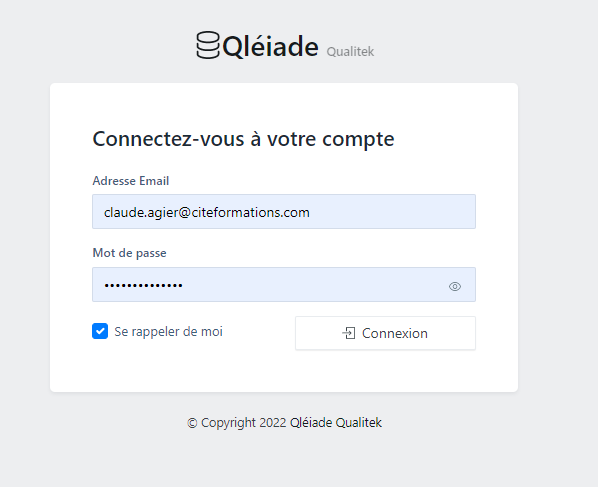 Qléiade Qualitek
Connectez-vous à votre compte
Adresse Email
claude.agier@citeformations.com
Mot de passe
••••••••••••••
Se rappeler de moi
Connexion
© Copyright 2022 Qléiade Qualitek